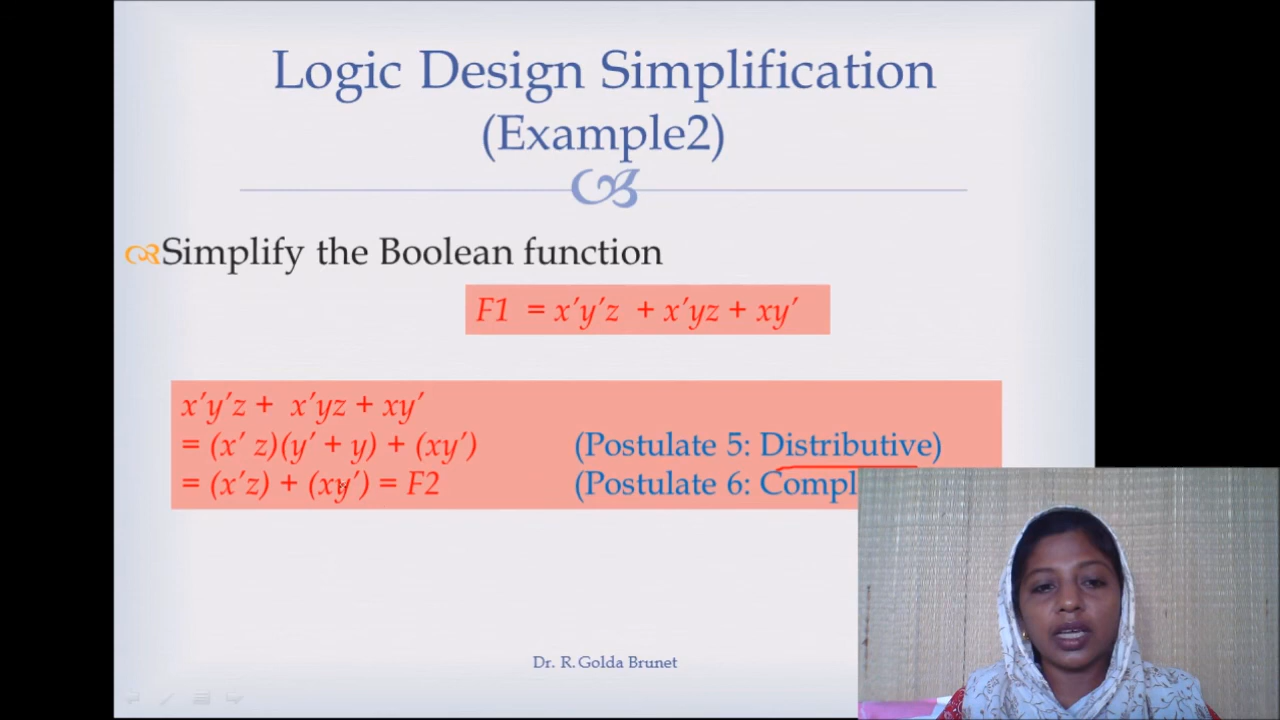 Logic Design Simplification
(Example2)
Simplify the Boolean function
F1 = x'y'z + x'yz + xy'
x'y'z + x'yz + xy'
= (x' z)(y' + y) + (xy') (Postulate 5: Distributive)
= (x'z) + (xy') = F2 (Postulate 6: Compl
Dr. R. Golda Brunet